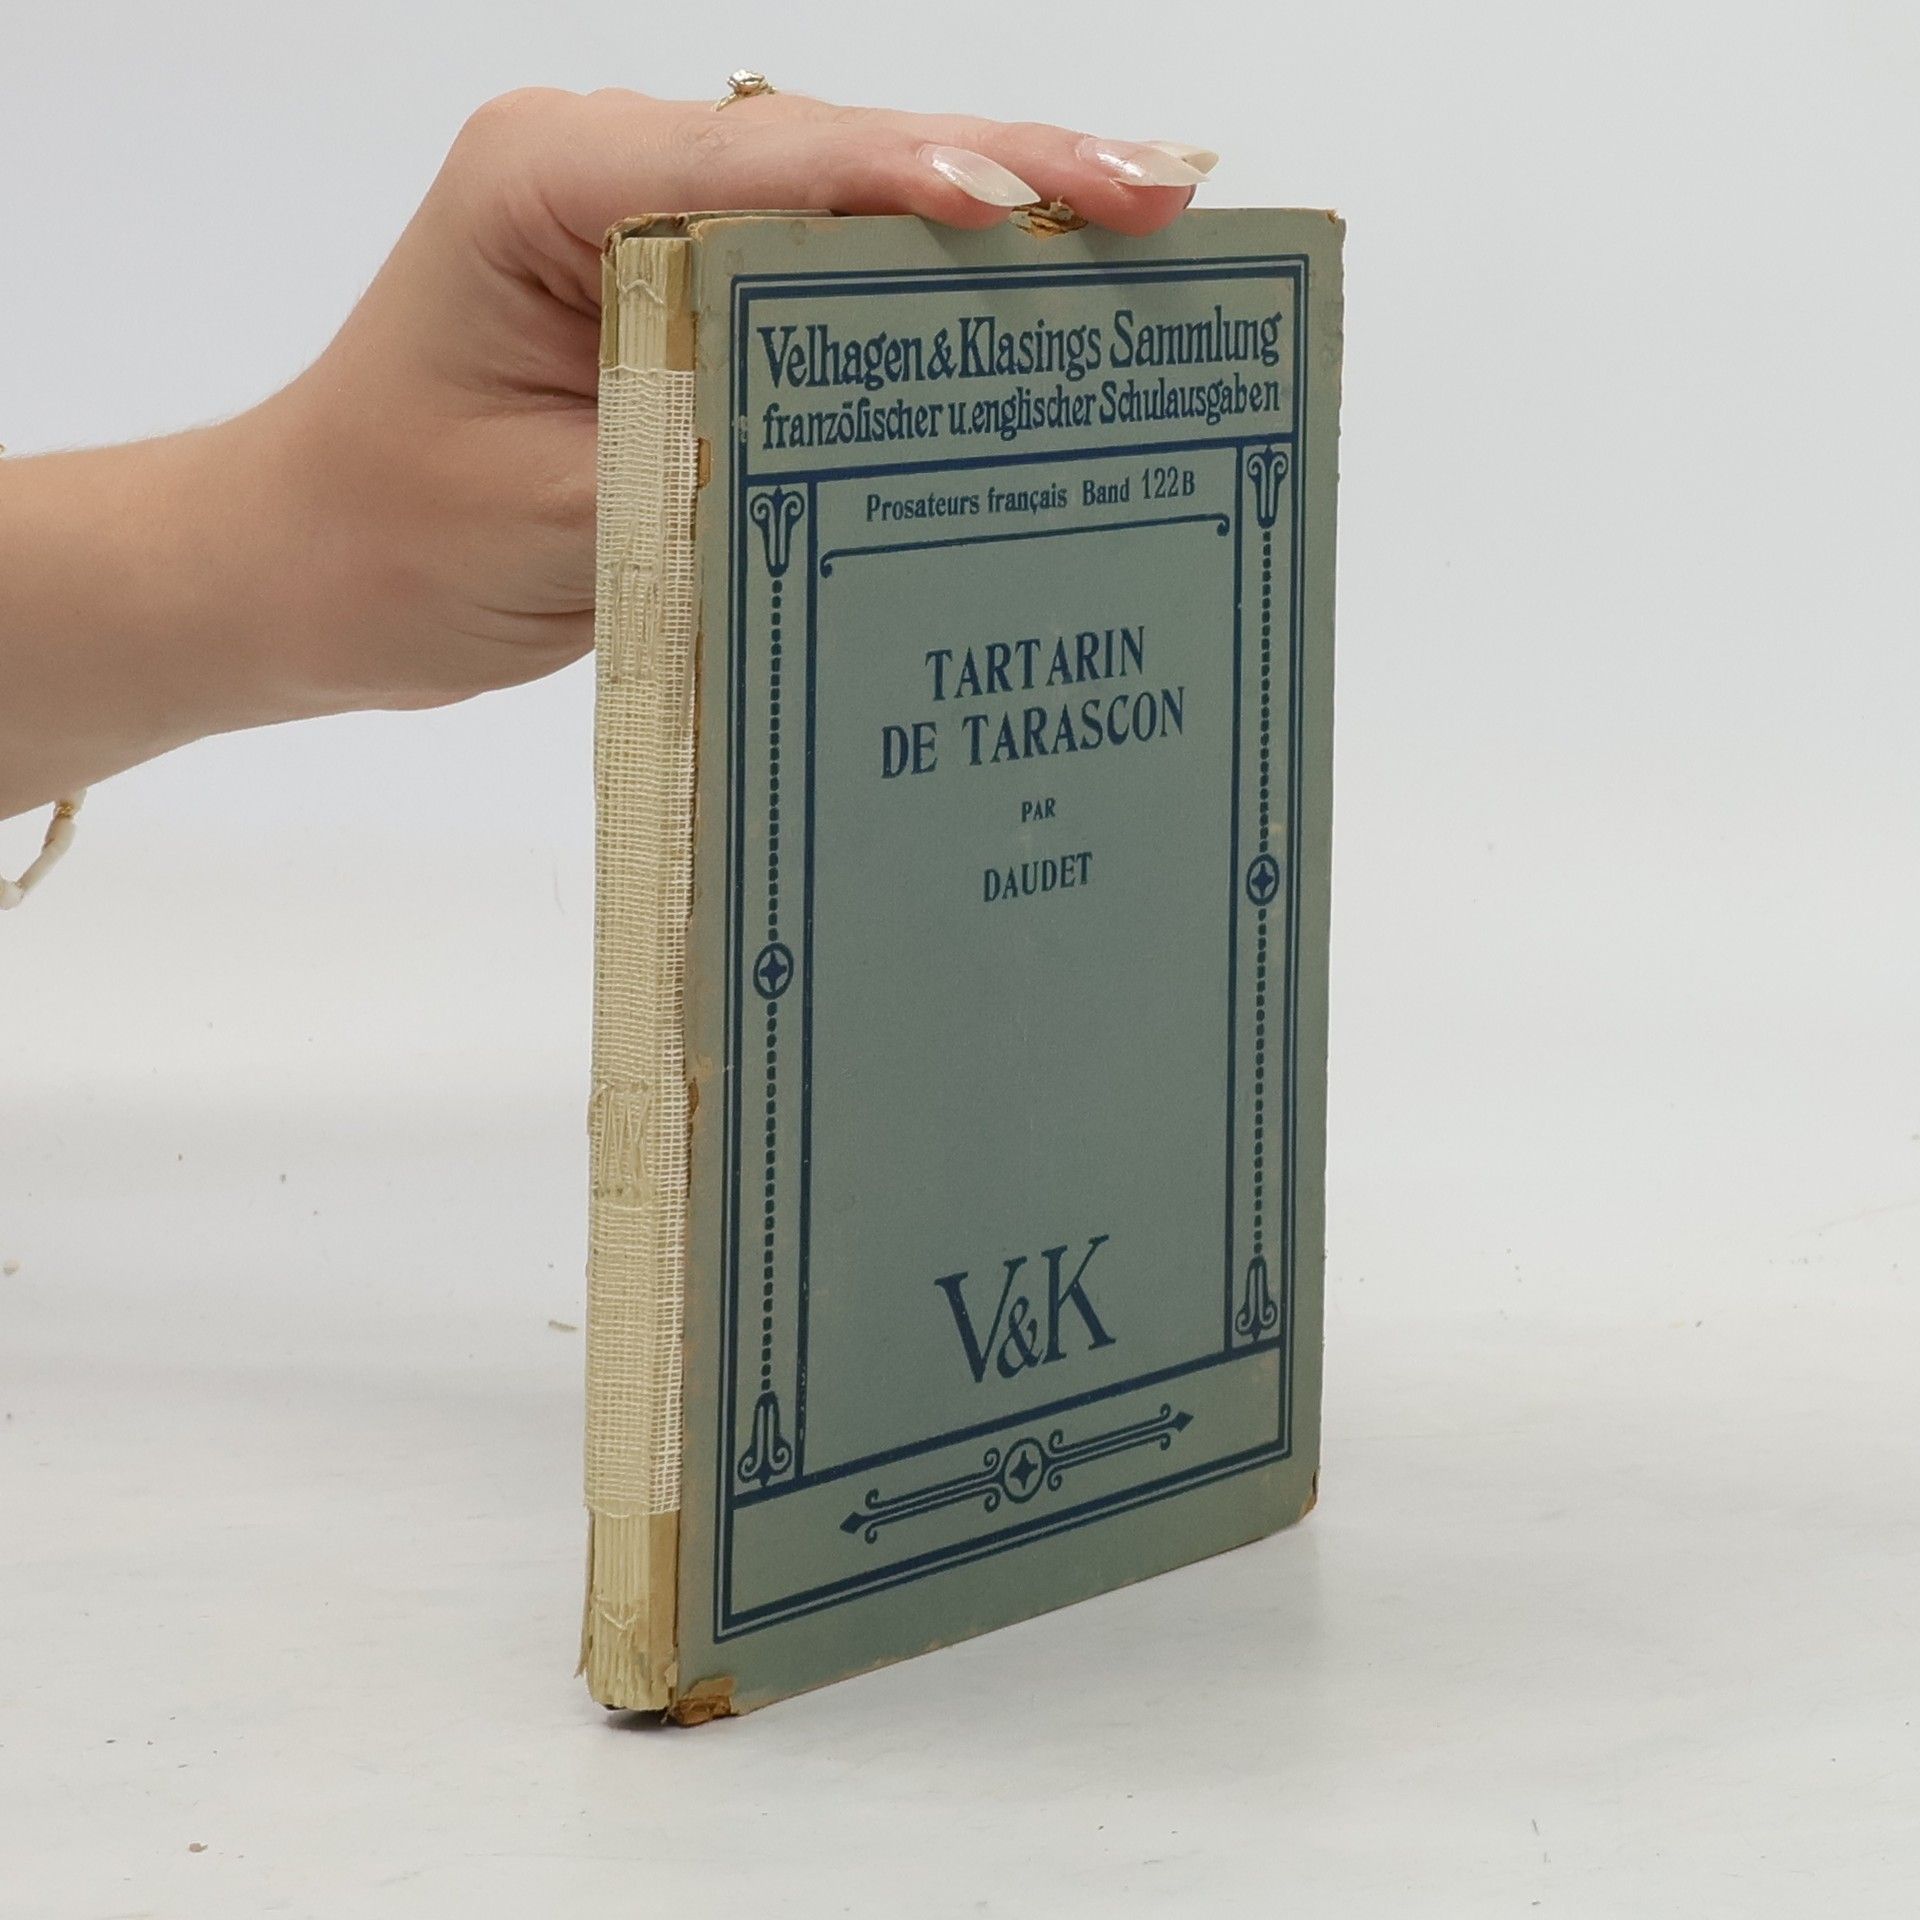 Velhagen & Klasings Sammlung
franzöſischer u. engliſcher Schulausgaben
Prosateurs français Band 122B
TARTARIN
DE TARASCON
PAR
DAUDET
V&K